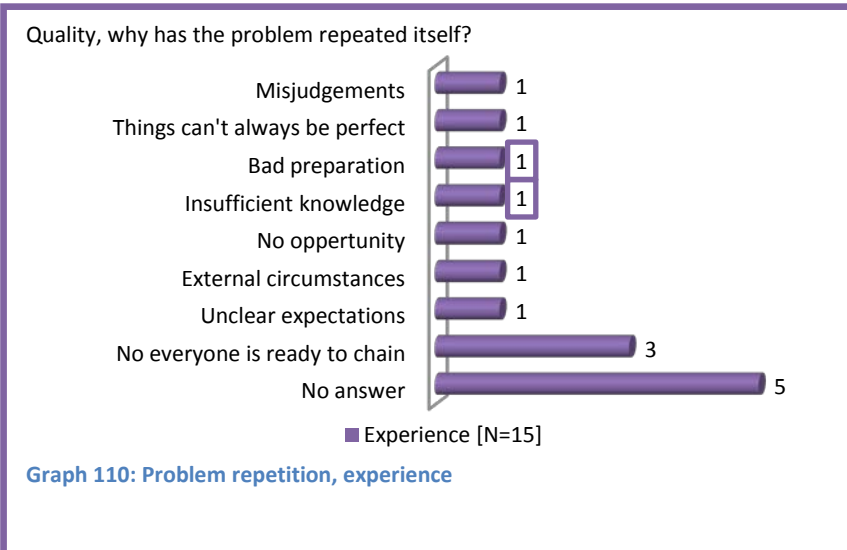 Quality, why has the problem repeated itself?
Misjudgements 1
Things can't always be perfect 1
Bad preparation 1
Insufficient knowledge 1
No oppertunity 1
External circumstances 1
Unclear expectations 1
No everyone is ready to chain 3
No answer 5
Experience [N=15]
Graph 110: Problem repetition, experience